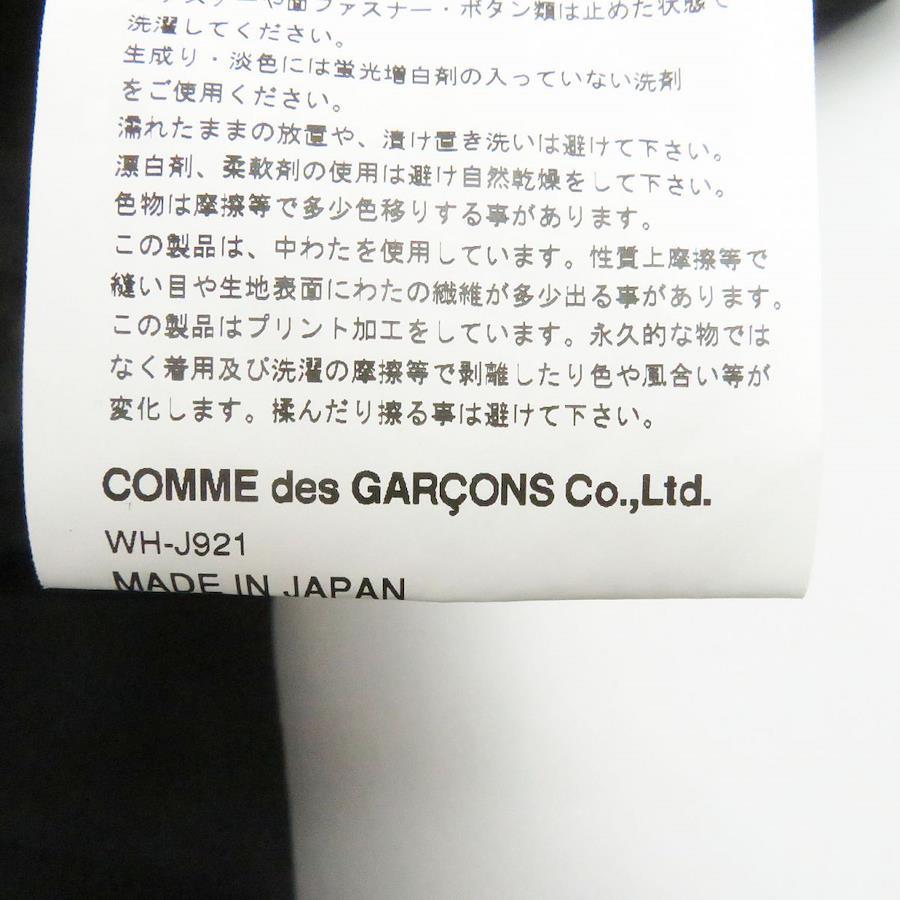 ファスナーや面ファスナー・ボタン類は止めた状態で
洗濯してください。
生成り・淡色には蛍光増白剤の入っていない洗剤
をご使用ください。
濡れたままの放置や、漬け置き洗いは避けて下さい。
漂白剤、柔軟剤の使用は避け自然乾燥をして下さい。
色物は摩擦等で多少色移りする事があります。
この製品は、中わたを使用しています。性質上摩擦等で
縫い目や生地表面にわたの繊維が多少出る事があります。
この製品はプリント加工をしています。永久的な物では
なく着用及び洗濯の摩擦等で剥離したり色や風合い等が
変化します。揉んだり擦る事は避けて下さい。
COMME des GARÇONS Co.,Ltd.
WH-J921
MADE IN JAPAN